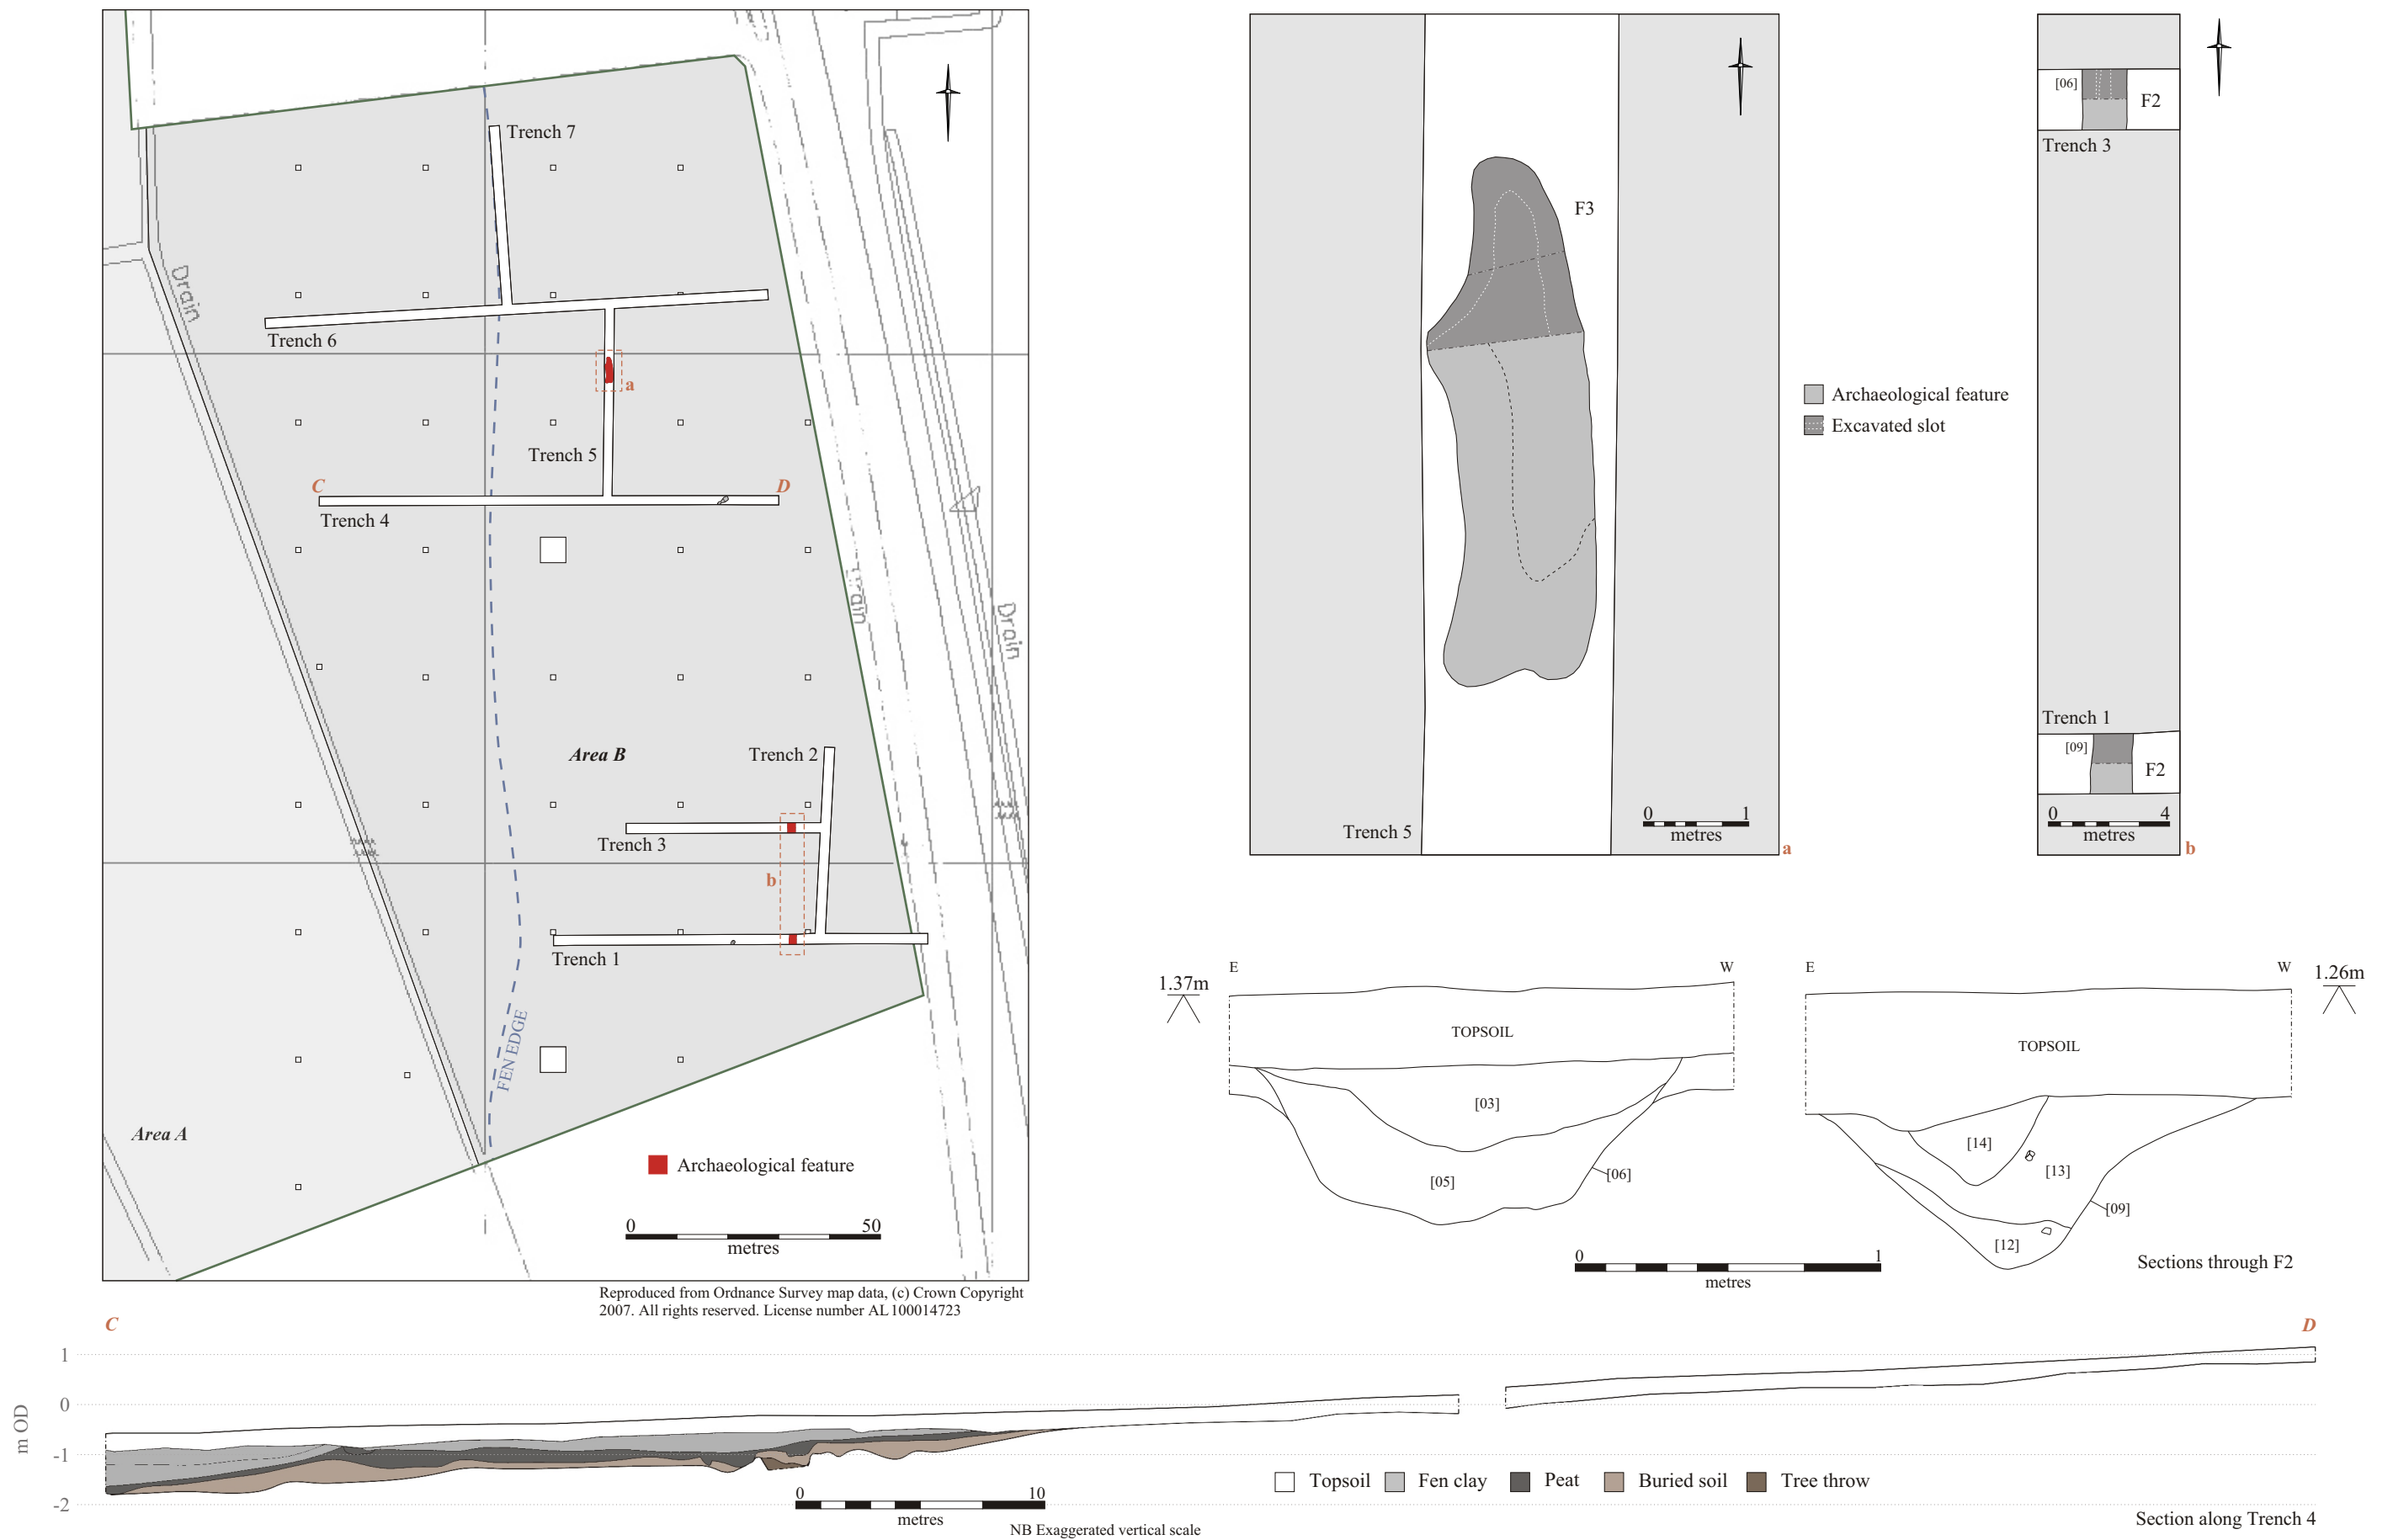 Trench 7
Drain
Trench 6
a
Trench 5
C
D
Trench 4
Drain
Drain
Area B
Trench 2
Trench 3
b
Trench 1
FEN EDGE
Area A
Archaeological feature
0 50
metres
Reproduced from Ordnance Survey map data, (c) Crown Copyright
2007. All rights reserved. License number AL 100014723
F3
Trench 5
0 1
metres
a
Archaeological feature
Excavated slot
[06]
F2
Trench 3
Trench 1
[09]
F2
0 4
metres
b
1.37m
E W
TOPSOIL
[03]
[05]
[06]
E W
1.26m
TOPSOIL
[14]
[13]
[09]
[12]
0 1
metres
Sections through F2
C
D
1
0
-1
-2
m OD
0 10
metres
NB Exaggerated vertical scale
Topsoil
Fen clay
Peat
Buried soil
Tree throw
Section along Trench 4